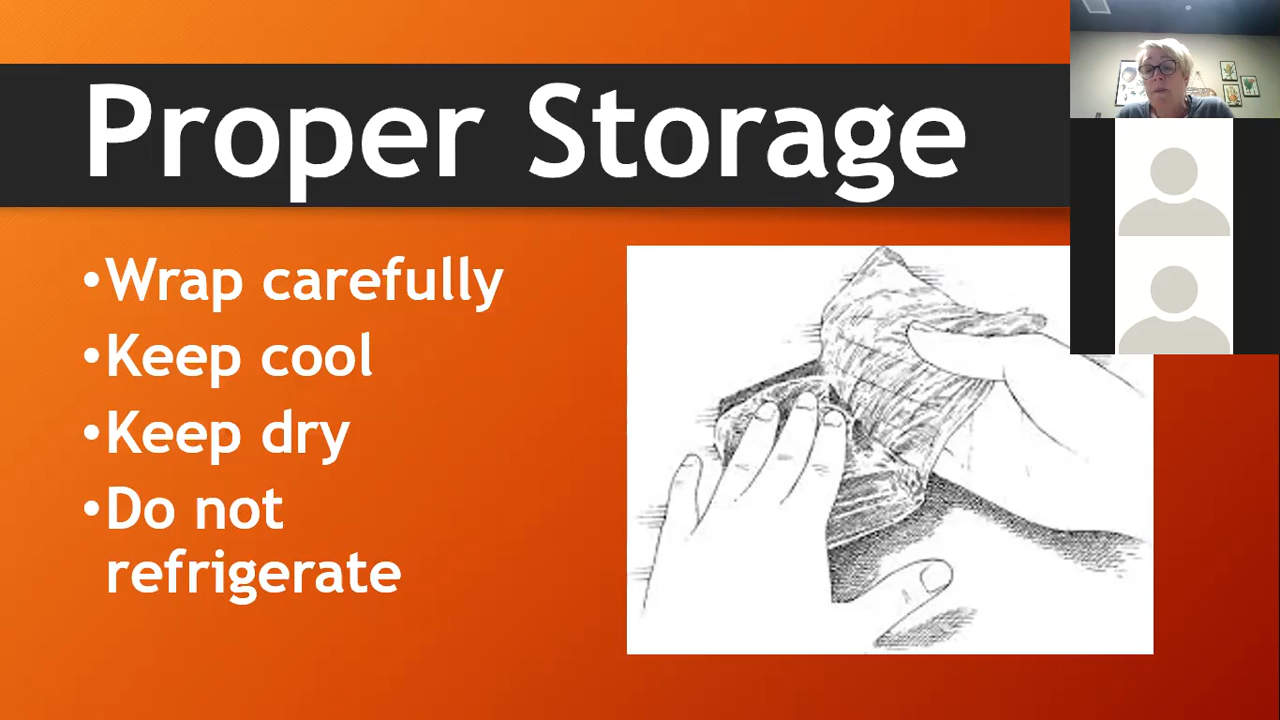 Proper Storage
•Wrap carefully
•Keep cool
•Keep dry
•Do not
refrigerate